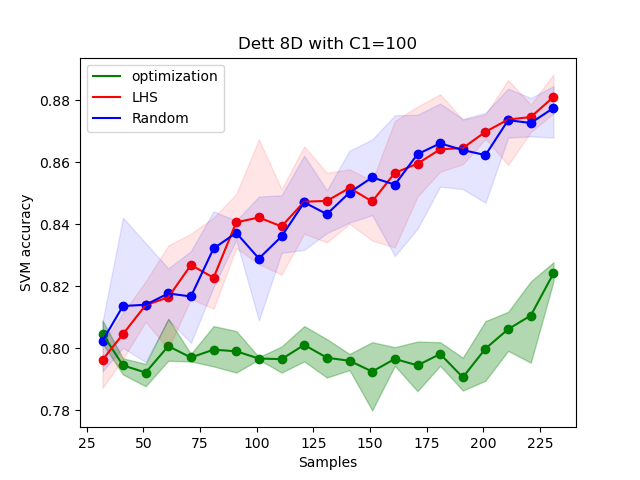 Dett 8D with C1=100
optimization
LHS
Random
SVM accuracy
0.88
0.86
0.84
0.82
0.80
0.78
25 50 75 100 125 150 175 200 225
Samples